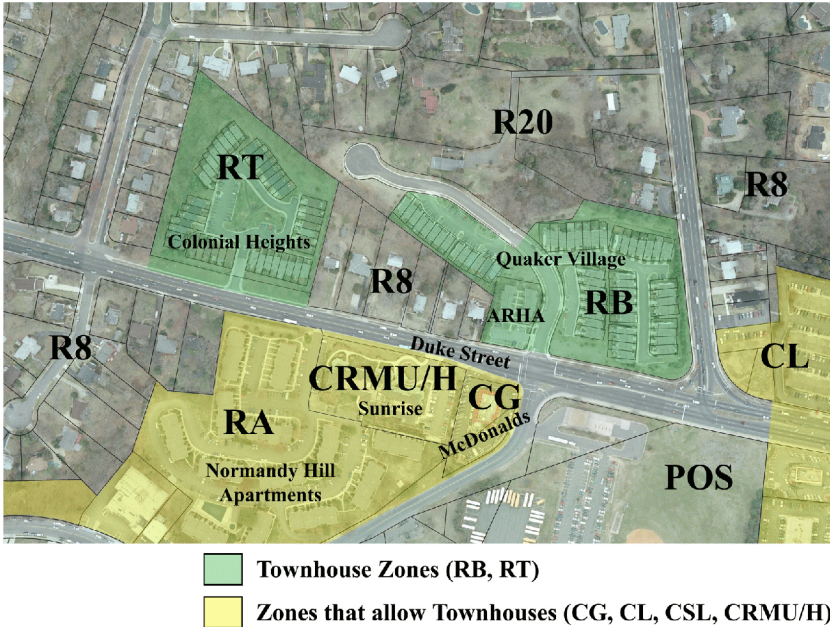 R20
RT
R8
Colonial Heights
Quaker Village
R8
RB
ARHA
R8
Duke Street
CL
CRMU/H
CG
Sunrise
RA
McDonalds
Normandy Hill
Apartments
POS
Townhouse Zones (RB, RT)
Zones that allow Townhouses (CG, CL, CSL, CRMU/H)